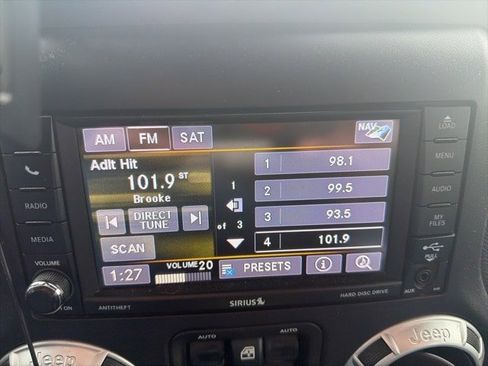 AM FM SAT NAV
Adlt Hit
101.9 ST
Brooke
DIRECT
TUNE
SCAN
1
of 3
1 98.1
2 99.5
3 93.5
4 101.9
1:27 VOLUME 20 PRESETS
RADIO
MEDIA
VOLUME
ON
LOAD
MENU
AUDIO
MY
FILES
PULL
AUX
ANTITHEFT SIRIUS HARD DISC DRIVE
AUTO AUTO
Jeep Jeep